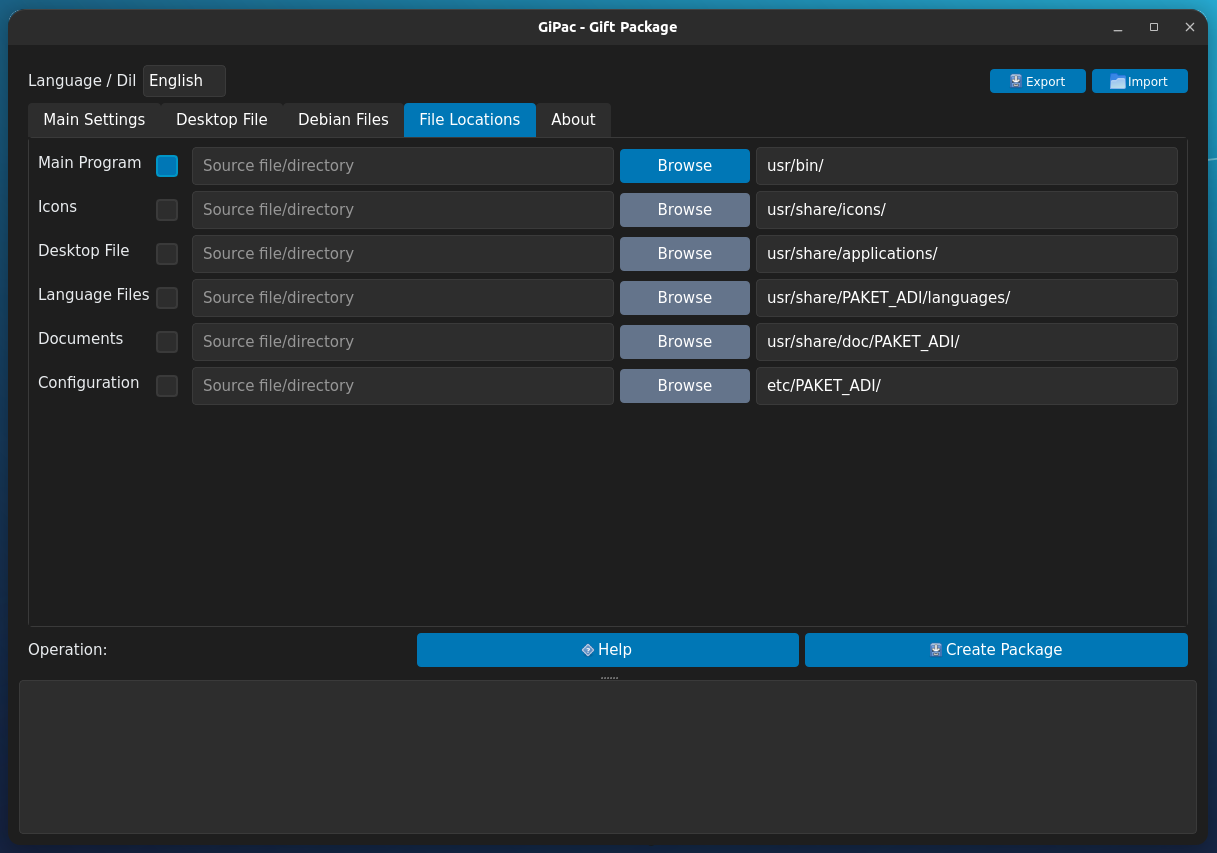 GiPac - Gift Package
Language / Dil English Export Import
Main Settings Desktop File Debian Files File Locations About
Main Program Source file/directory Browse usr/bin/
Icons Source file/directory Browse usr/share/icons/
Desktop File Source file/directory Browse usr/share/applications/
Language Files Source file/directory Browse usr/share/PAKET_ADI/languages/
Documents Source file/directory Browse usr/share/doc/PAKET_ADI/
Configuration Source file/directory Browse etc/PAKET_ADI/
Operation: Help Create Package